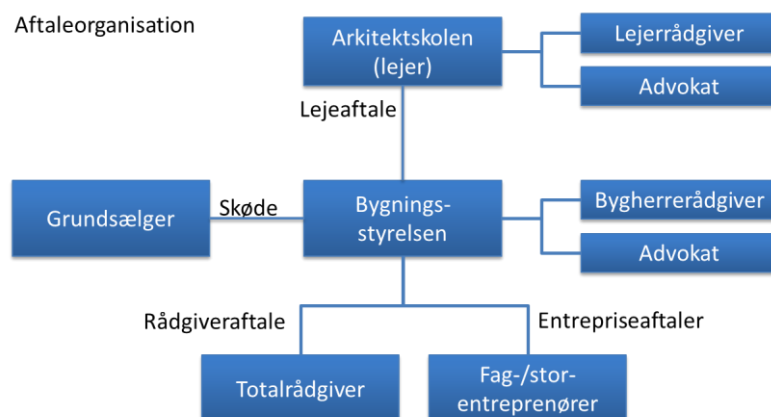 Aftaleorganisation
Arkitektskolen
(lejer)
Lejerrådgiver
Advokat
Lejeaftale
Grundsælger
Skøde
Bygnings-
styrelsen
Bygherrerådgiver
Advokat
Rådgiveraftale
Entrepriseaftaler
Totalrådgiver
Fag-/stor-
entreprenører